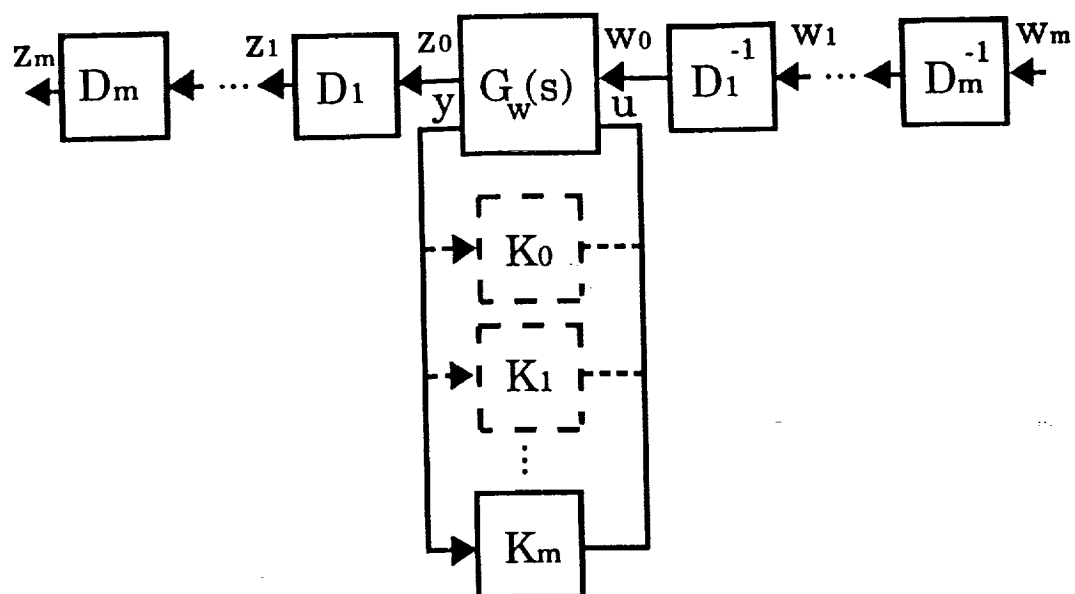 zm Dm ... z1 D1 z0 Gw(s) w0 D1^-1 w1 ... Dm^-1 wm
y u
K0
K1
⋮
Km